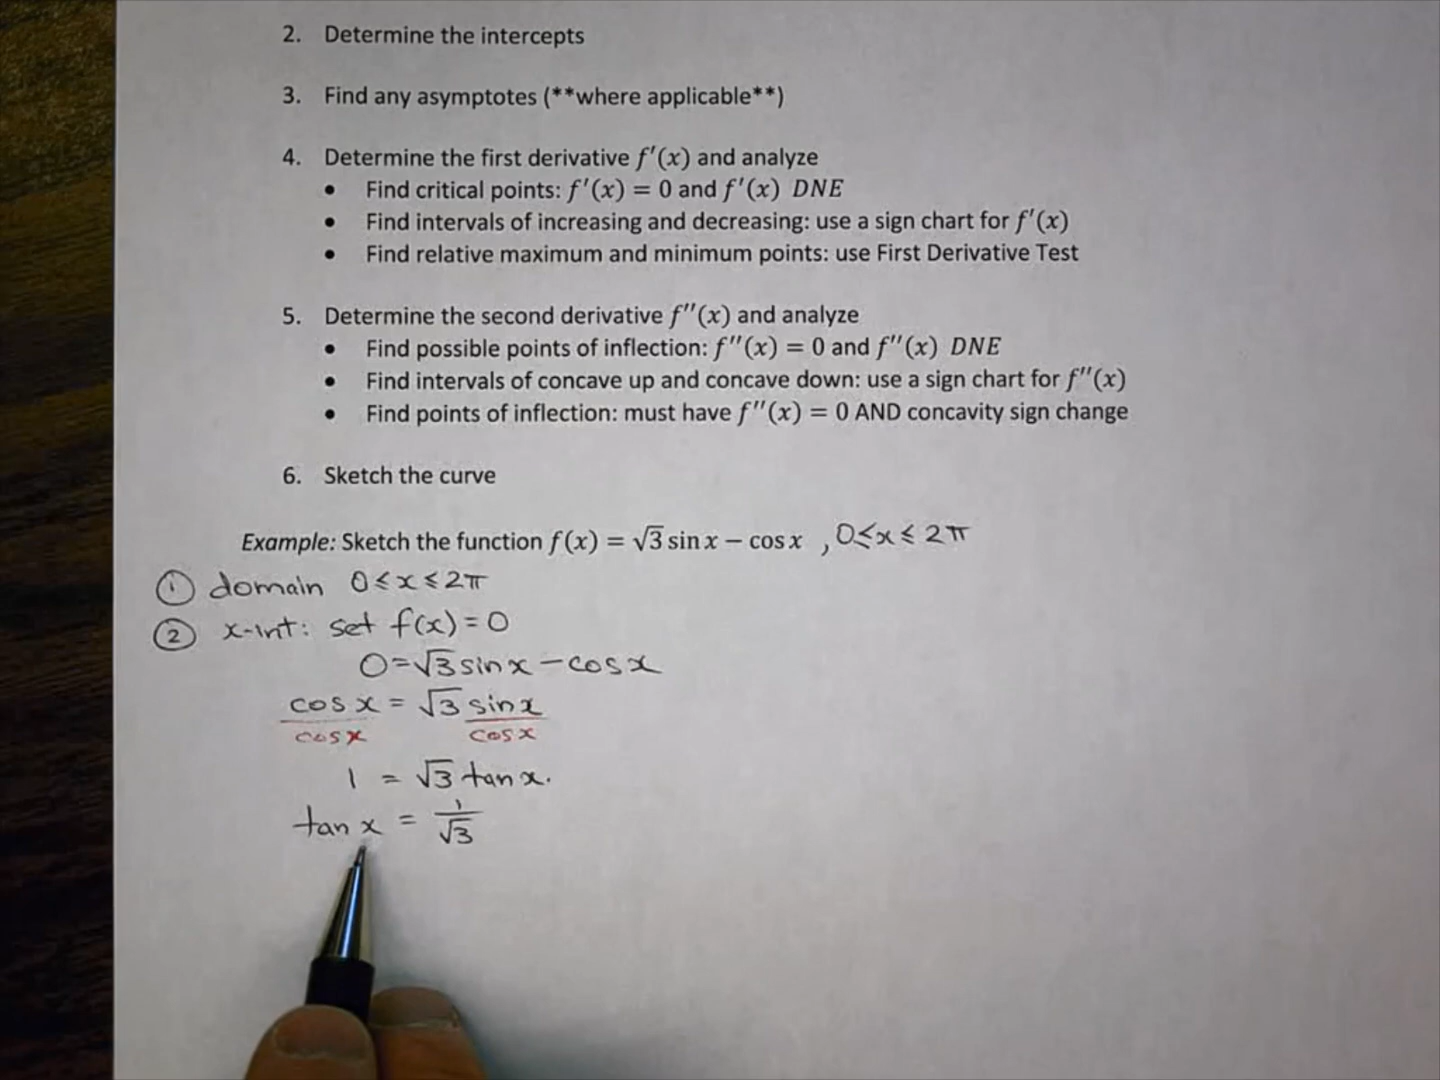 2. Determine the intercepts
3. Find any asymptotes (**where applicable**)
4. Determine the first derivative f′(x) and analyze
• Find critical points: f′(x) = 0 and f′(x) DNE
• Find intervals of increasing and decreasing: use a sign chart for f′(x)
• Find relative maximum and minimum points: use First Derivative Test
5. Determine the second derivative f″(x) and analyze
• Find possible points of inflection: f″(x) = 0 and f″(x) DNE
• Find intervals of concave up and concave down: use a sign chart for f″(x)
• Find points of inflection: must have f″(x) = 0 AND concavity sign change
6. Sketch the curve
Example: Sketch the function f(x) = √3 sin x − cos x , 0≤x≤2π
① domain 0≤x≤2π
② x-int: set f(x)=0
0=√3 sin x − cos x
cos x = √3 sin x
cos x cos x
1 = √3 tan x.
tan x = 1/√3